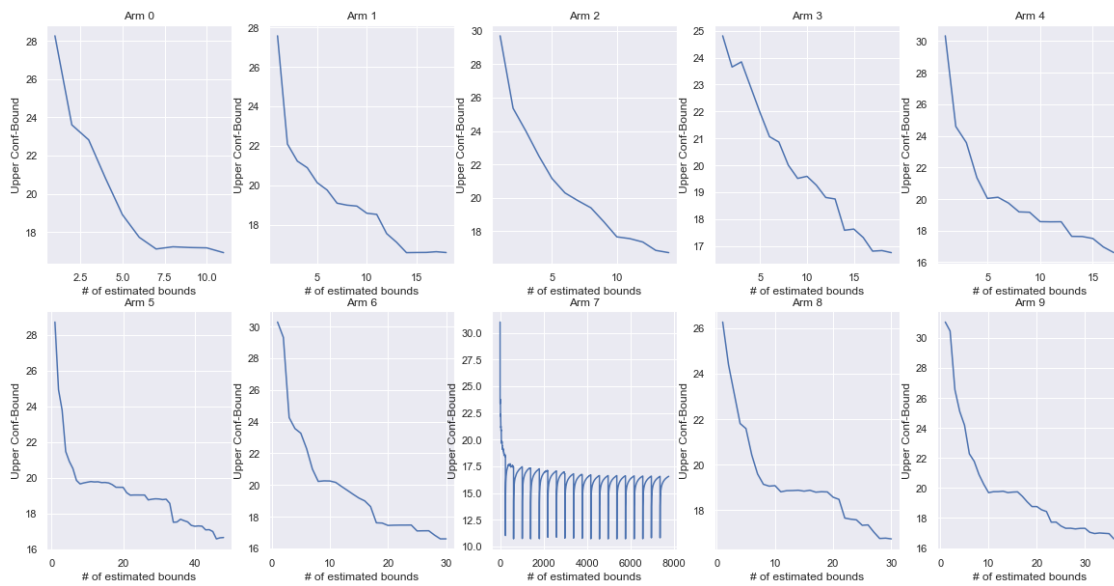 Arm 0
Upper Conf-Bound
28
26
24
22
20
18
2.5 5.0 7.5 10.0
# of estimated bounds
Arm 1
Upper Conf-Bound
28
26
24
22
20
18
5 10 15
# of estimated bounds
Arm 2
Upper Conf-Bound
30
28
26
24
22
20
18
5 10
# of estimated bounds
Arm 3
Upper Conf-Bound
25
24
23
22
21
20
19
18
17
5 10 15
# of estimated bounds
Arm 4
Upper Conf-Bound
30
28
26
24
22
20
18
16
5 10 15
# of estimated bounds
Arm 5
Upper Conf-Bound
28
26
24
22
20
18
16
0 20 40
# of estimated bounds
Arm 6
Upper Conf-Bound
30
28
26
24
22
20
18
16
0 10 20 30
# of estimated bounds
Arm 7
Upper Conf-Bound
30.0
27.5
25.0
22.5
20.0
17.5
15.0
12.5
10.0
0 2000 4000 6000 8000
# of estimated bounds
Arm 8
Upper Conf-Bound
26
24
22
20
18
0 10 20 30
# of estimated bounds
Arm 9
Upper Conf-Bound
30
28
26
24
22
20
18
16
0 10 20 30
# of estimated bounds